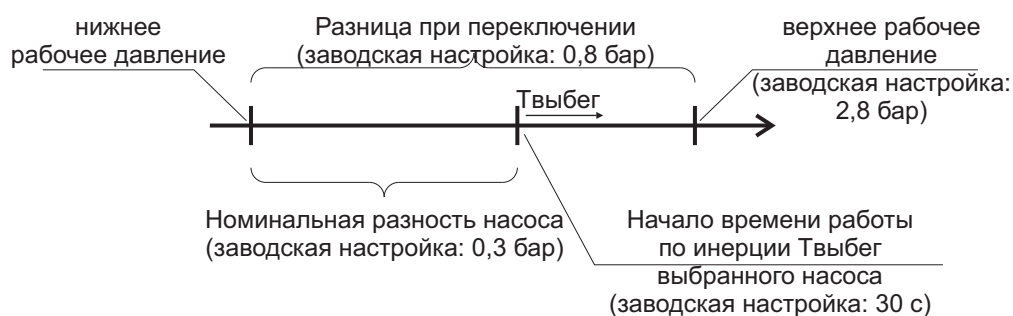 нижнее
рабочее давление
Разница при переключении
(заводская настройка: 0,8 бар)
верхнее рабочее
давление
(заводская настройка:
2,8 бар)
Твыбег
Номинальная разность насоса
(заводская настройка: 0,3 бар)
Начало времени работы
по инерции Твыбег
выбранного насоса
(заводская настройка: 30 с)